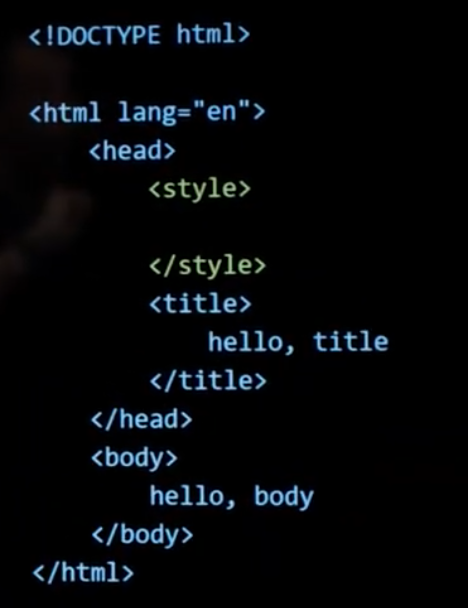 <!DOCTYPE html>
<html lang="en">
<head>
<style>
</style>
<title>
hello, title
</title>
</head>
<body>
hello, body
</body>
</html>